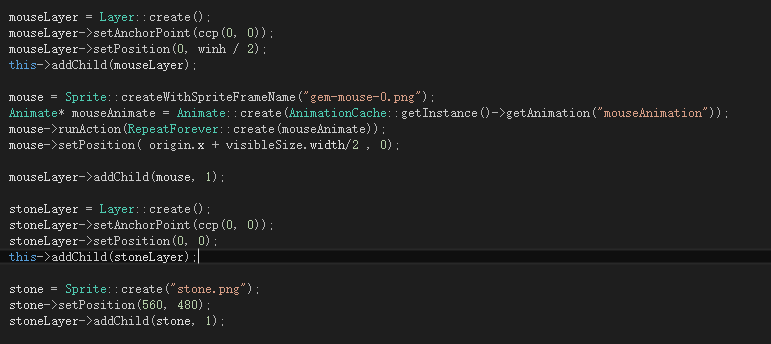 mouseLayer = Layer::create();
mouseLayer->setAnchorPoint(ccp(0, 0));
mouseLayer->setPosition(0, winh / 2);
this->addChild(mouseLayer);
mouse = Sprite::createWithSpriteFrameName("gem-mouse-0.png");
Animate* mouseAnimate = Animate::create(AnimationCache::getInstance()->getAnimation("mouseAnimation"));
mouse->runAction(RepeatForever::create(mouseAnimate));
mouse->setPosition( origin.x + visibleSize.width/2 , 0);
mouseLayer->addChild(mouse, 1);
stoneLayer = Layer::create();
stoneLayer->setAnchorPoint(ccp(0, 0));
stoneLayer->setPosition(0, 0);
this->addChild(stoneLayer);
stone = Sprite::create("stone.png");
stone->setPosition(560, 480);
stoneLayer->addChild(stone, 1);